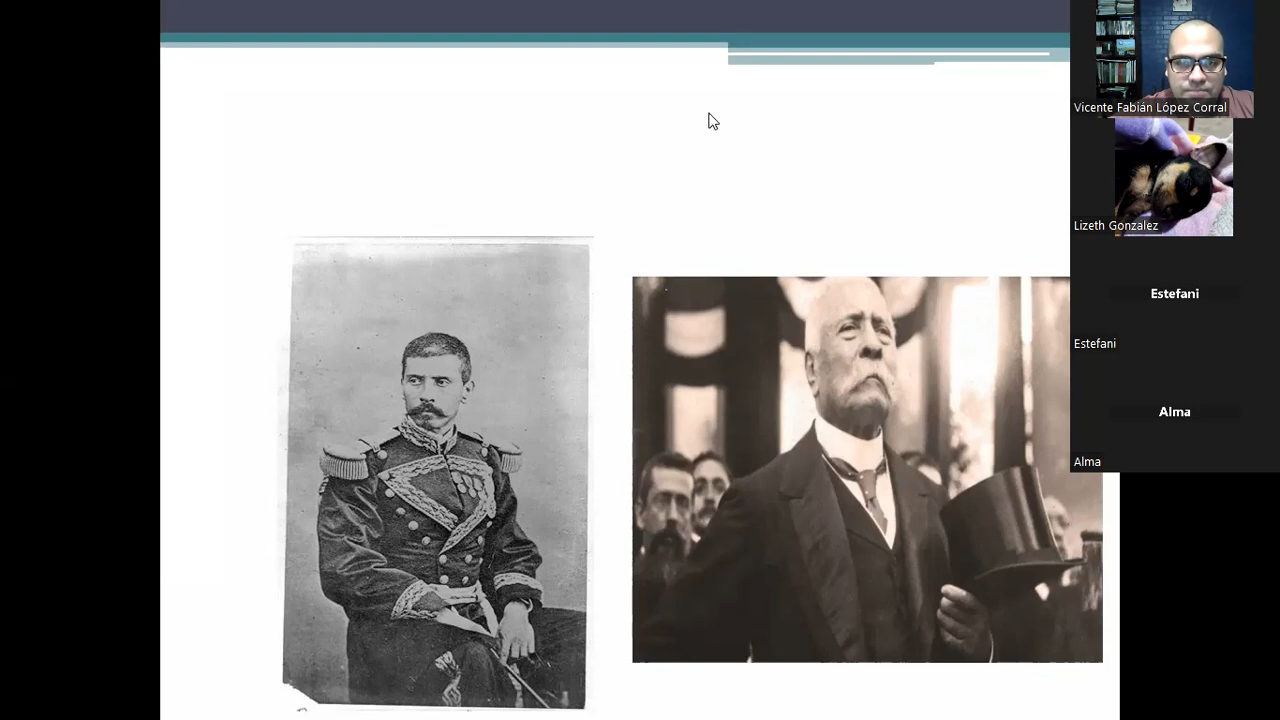 Vicente Fabián López Corral
Lizeth Gonzalez
Estefani
Estefani
Alma
Alma